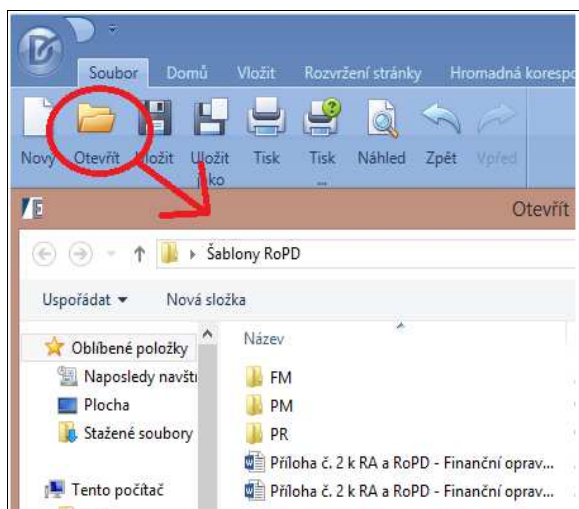 Soubor Domů Vložit Rozvržení stránky Hromadná koresp
Nový Otevřít Uložit Uložit jako Tisk Tisk ... Náhled Zpět Vpřed
Otevřít
Šablony RoPD
Uspořádat Nová složka
Oblíbené položky
Naposledy navšti
Plocha
Stažené soubory
Tento počítač
Název
FM
PM
PR
Příloha č. 2 k RA a RoPD - Finanční oprav...
Příloha č. 2 k RA a RoPD - Finanční oprav...